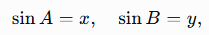 sin A = x, sin B = y,